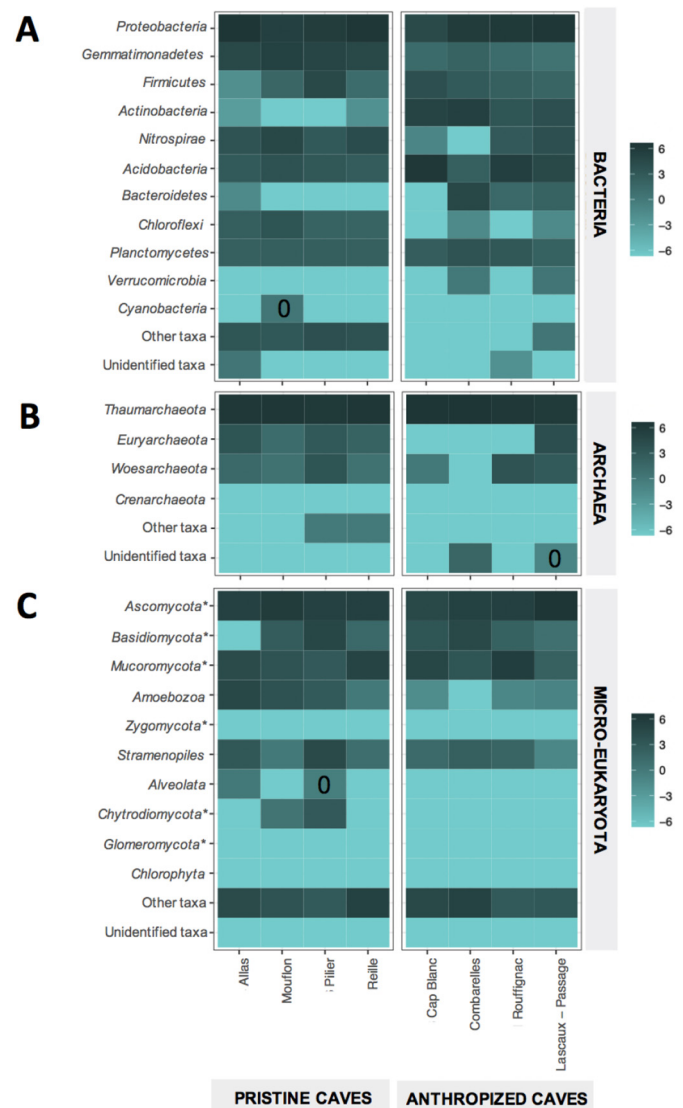 A
Proteobacteria
Gemmatimonadetes
Firmicutes
Actinobacteria
Nitrospirae
Acidobacteria
Bacteroidetes
Chloroflexi
Planctomycetes
Verrucomicrobia
Cyanobacteria
0
Other taxa
Unidentified taxa
BACTERIA
6
3
0
−3
−6
B
Thaumarchaeota
Euryarchaeota
Woesarchaeota
Crenarchaeota
Other taxa
Unidentified taxa
0
ARCHAEA
6
3
0
−3
−6
C
Ascomycota*
Basidiomycota*
Mucoromycota*
Amoebozoa
Zygomycota*
Stramenopiles
Alveolata
0
Chytrodiomycota*
Glomeromycota*
Chlorophyta
Other taxa
Unidentified taxa
MICRO-EUKARYOTA
6
3
0
−3
−6
Allas
Mouflon
s Pilier
Reille
Cap Blanc
Combarelles
Rouffignac
Lascaux – Passage
PRISTINE CAVES
ANTHROPIZED CAVES